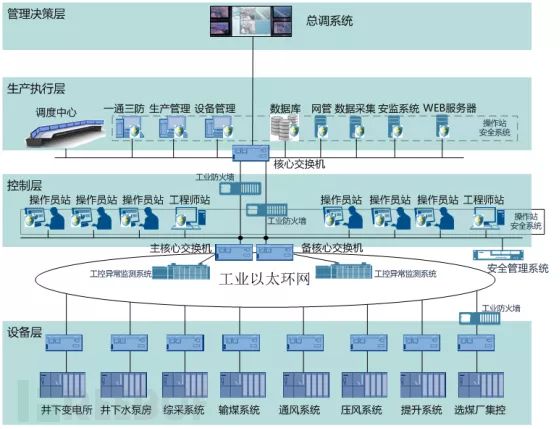 管理决策层
总调系统
生产执行层
调度中心
一通三防 生产管理 设备管理
数据库 网管 数据采集 安监系统 WEB服务器
操作站
安全系统
核心交换机
工业防火墙
控制层
操作员站 操作员站 操作员站 工程师站
工业防火墙
操作员站 操作员站 操作员站 工程师站
操作站
安全系统
主核心交换机
备核心交换机
安全管理系统
工控异常监测系统
工业以太环网
工控异常监测系统
工业防火墙
设备层
井下变电所 井下水泵房 综采系统 输煤系统 通风系统 压风系统 提升系统 选煤厂集控